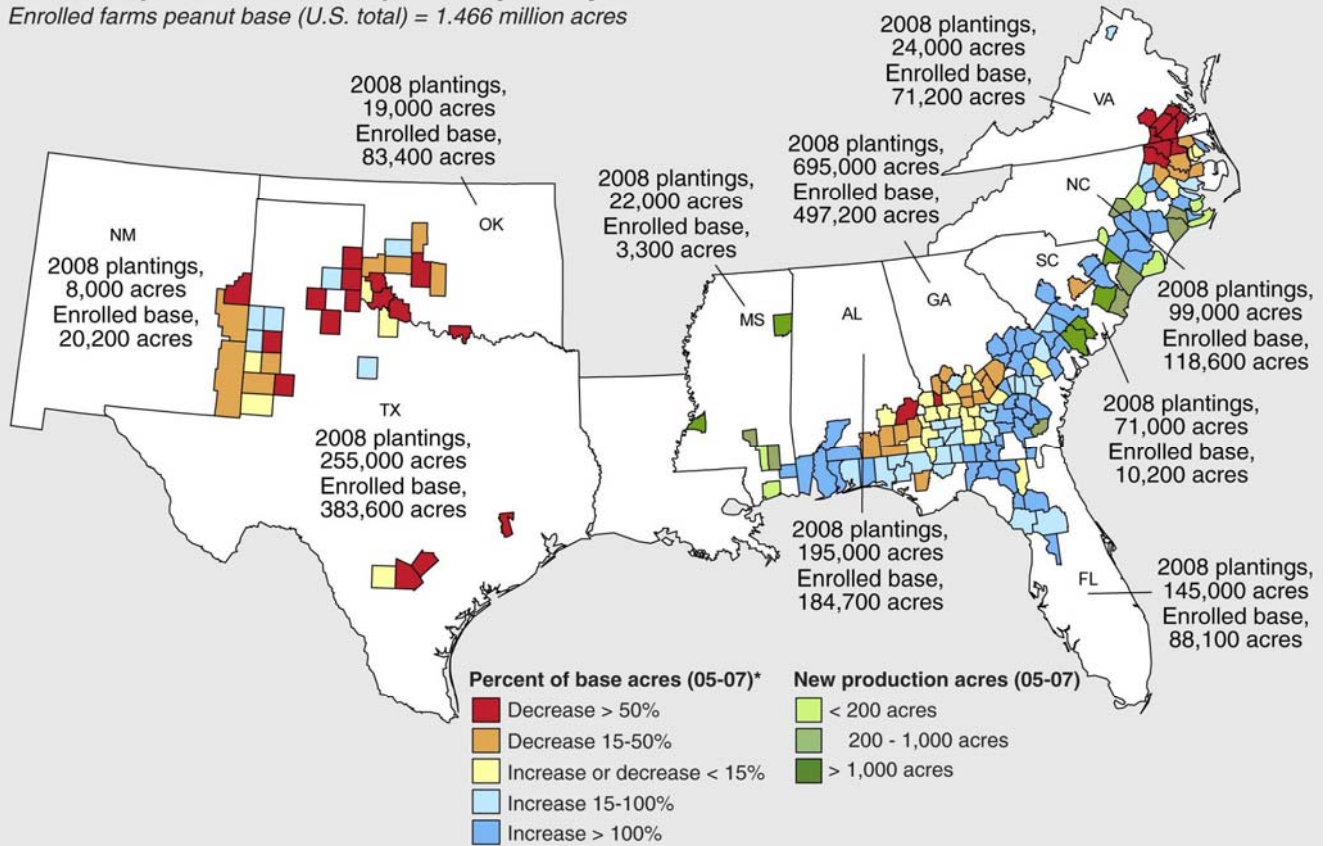 Enrolled farms peanut base (U.S. total) = 1.466 million acres
2008 plantings,
24,000 acres
Enrolled base,
71,200 acres
VA
2008 plantings,
19,000 acres
Enrolled base,
83,400 acres
OK
2008 plantings,
695,000 acres
Enrolled base,
497,200 acres
GA
2008 plantings,
22,000 acres
Enrolled base,
3,300 acres
MS
NC
SC
AL
NM
2008 plantings,
8,000 acres
Enrolled base,
20,200 acres
2008 plantings,
99,000 acres
Enrolled base,
118,600 acres
TX
2008 plantings,
255,000 acres
Enrolled base,
383,600 acres
2008 plantings,
71,000 acres
Enrolled base,
10,200 acres
2008 plantings,
195,000 acres
Enrolled base,
184,700 acres
FL
2008 plantings,
145,000 acres
Enrolled base,
88,100 acres
Percent of base acres (05-07)*
Decrease > 50%
Decrease 15-50%
Increase or decrease < 15%
Increase 15-100%
Increase > 100%
New production acres (05-07)
< 200 acres
200 - 1,000 acres
> 1,000 acres